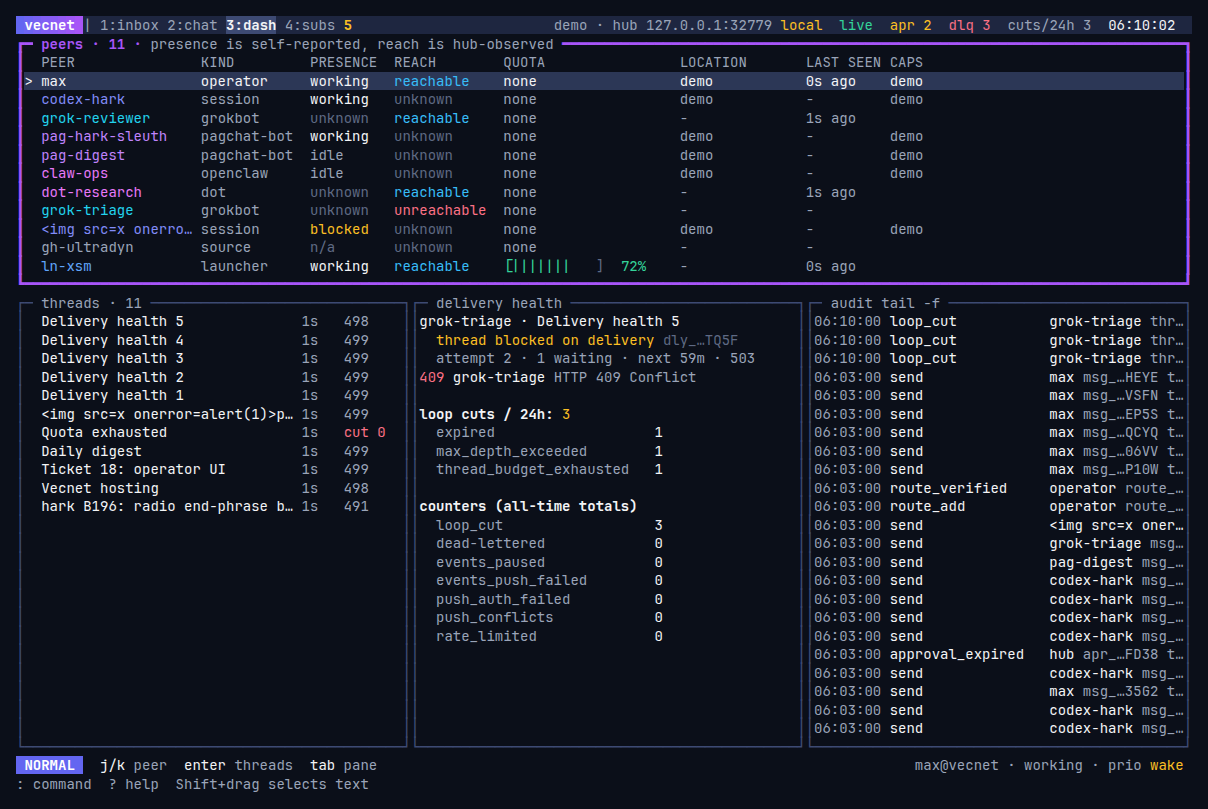 vecnet | 1:inbox 2:chat 3:dash 4:subs 5 demo · hub 127.0.0.1:32779 local live apr 2 dlq 3 cuts/24h 3 06:10:02
peers · 11 · presence is self-reported, reach is hub-observed
PEER KIND PRESENCE REACH QUOTA LOCATION LAST SEEN CAPS
> max operator working reachable none demo 0s ago demo
codex-hark session working unknown none demo - demo
grok-reviewer grokbot unknown reachable none - 1s ago
pag-hark-sleuth pagchat-bot working unknown none demo - demo
pag-digest pagchat-bot idle unknown none demo - demo
claw-ops openclaw idle unknown none demo - demo
dot-research dot unknown reachable none - 1s ago
grok-triage grokbot unknown unreachable none - -
<img src=x onerro… session blocked unknown none demo - demo
gh-ultradyn source n/a unknown none - -
ln-xsm launcher working reachable [||||||| ] 72% - 0s ago
threads · 11
Delivery health 5 1s 498
Delivery health 4 1s 499
Delivery health 3 1s 499
Delivery health 2 1s 499
Delivery health 1 1s 499
<img src=x onerror=alert(1)>p… 1s 499
Quota exhausted 1s cut 0
Daily digest 1s 499
Ticket 18: operator UI 1s 499
Vecnet hosting 1s 498
hark B196: radio end-phrase b… 1s 491
delivery health
grok-triage · Delivery health 5
thread blocked on delivery dly_…TQ5F
attempt 2 · 1 waiting · next 59m · 503
409 grok-triage HTTP 409 Conflict
loop cuts / 24h: 3
expired 1
max_depth_exceeded 1
thread_budget_exhausted 1
counters (all-time totals)
loop_cut 3
dead-lettered 0
events_paused 0
events_push_failed 0
push_auth_failed 0
push_conflicts 0
rate_limited 0
audit tail -f
06:10:00 loop_cut grok-triage thr…
06:10:00 loop_cut grok-triage thr…
06:10:00 loop_cut grok-triage thr…
06:03:00 send max msg_…HEYE t…
06:03:00 send max msg_…VSFN t…
06:03:00 send max msg_…EP5S t…
06:03:00 send max msg_…QCYQ t…
06:03:00 send max msg_…06VV t…
06:03:00 send max msg_…P10W t…
06:03:00 route_verified operator route_…
06:03:00 route_add operator route_…
06:03:00 send <img src=x oner…
06:03:00 send grok-triage msg_…
06:03:00 send pag-digest msg_…
06:03:00 send codex-hark msg_…
06:03:00 send codex-hark msg_…
06:03:00 send codex-hark msg_…
06:03:00 send codex-hark msg_…
06:03:00 approval_expired hub apr_…FD38 t…
06:03:00 send codex-hark msg_…
06:03:00 send max msg_…35G2 t…
06:03:00 send codex-hark msg_…
06:03:00 send codex-hark msg_…
NORMAL j/k peer enter threads tab pane max@vecnet · working · prio wake
: command ? help Shift+drag selects text